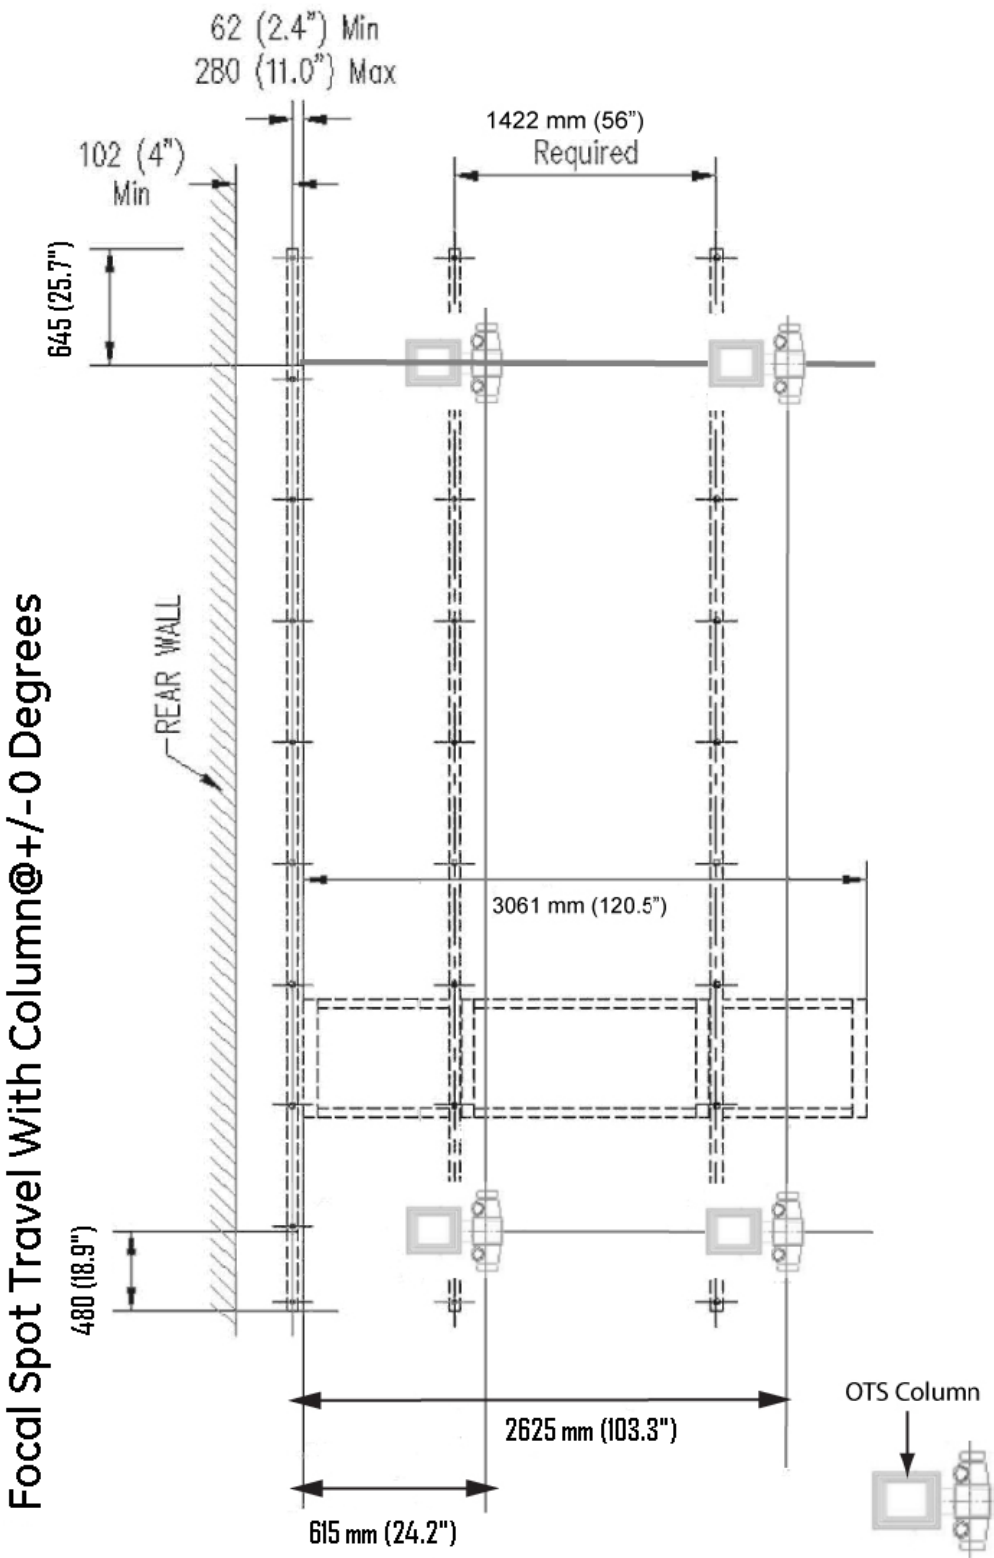 62 (2.4") Min
280 (11.0") Max
1422 mm (56")
Required
102 (4")
Min
645 (25.7")
REAR WALL
Focal Spot Travel With Column@+/-0 Degrees
3061 mm (120.5")
480 (18.9")
OTS Column
2625 mm (103.3")
615 mm (24.2")